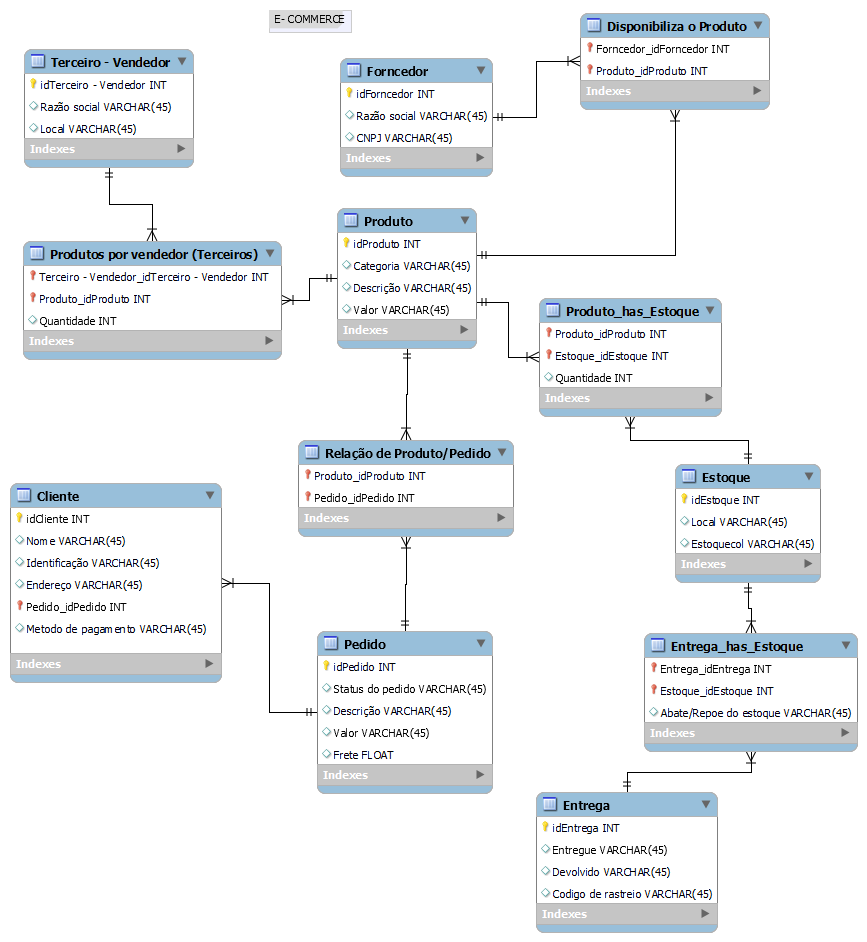 E- COMMERCE
Terceiro - Vendedor
idTerceiro - Vendedor INT
Razão social VARCHAR(45)
Local VARCHAR(45)
Indexes
Forncedor
idForncedor INT
Razão social VARCHAR(45)
CNPJ VARCHAR(45)
Indexes
Disponibiliza o Produto
Forncedor_idForncedor INT
Produto_idProduto INT
Indexes
Produtos por vendedor (Terceiros)
Terceiro - Vendedor_idTerceiro - Vendedor INT
Produto_idProduto INT
Quantidade INT
Indexes
Produto
idProduto INT
Categoria VARCHAR(45)
Descrição VARCHAR(45)
Valor VARCHAR(45)
Indexes
Produto_has_Estoque
Produto_idProduto INT
Estoque_idEstoque INT
Quantidade INT
Indexes
Relação de Produto/Pedido
Produto_idProduto INT
Pedido_idPedido INT
Indexes
Estoque
idEstoque INT
Local VARCHAR(45)
Estoquecol VARCHAR(45)
Indexes
Cliente
idCliente INT
Nome VARCHAR(45)
Identificação VARCHAR(45)
Endereço VARCHAR(45)
Pedido_idPedido INT
Metodo de pagamento VARCHAR(45)
Indexes
Pedido
idPedido INT
Status do pedido VARCHAR(45)
Descrição VARCHAR(45)
Valor VARCHAR(45)
Frete FLOAT
Indexes
Entrega_has_Estoque
Entrega_idEntrega INT
Estoque_idEstoque INT
Abate/Repoe do estoque VARCHAR(45)
Indexes
Entrega
idEntrega INT
Entregue VARCHAR(45)
Devolvido VARCHAR(45)
Codigo de rastreio VARCHAR(45)
Indexes